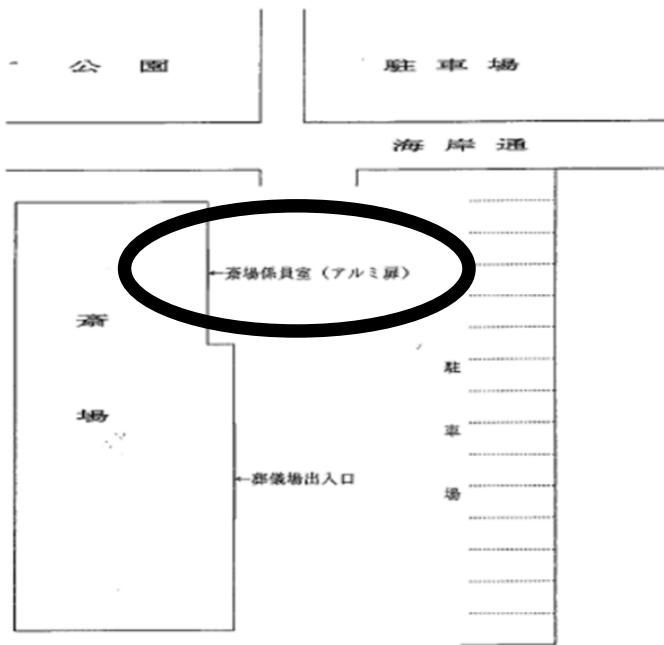 公園
駐車場
海岸通
←斎場係員室（アルミ扉）
斎場
駐車場
←葬儀場出入口